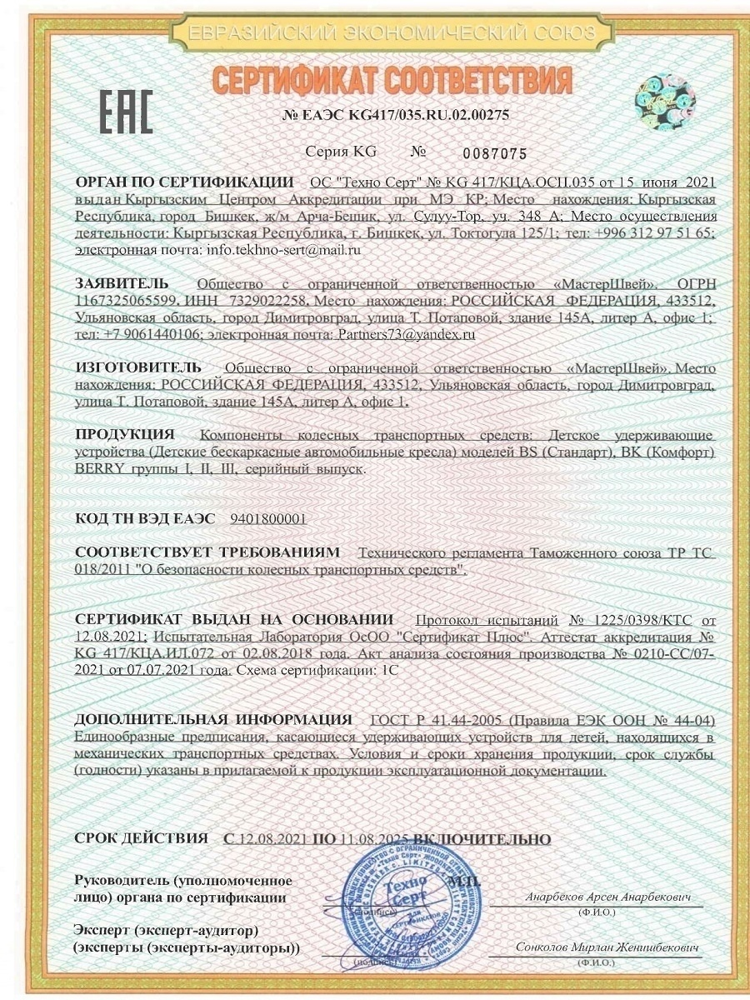 ЕВРАЗИЙСКИЙ ЭКОНОМИЧЕСКИЙ СОЮЗ
СЕРТИФИКАТ СООТВЕТСТВИЯ
ЕАС
№ ЕАЭС KG417/035.RU.02.00275
Серия KG № 0087075
ОРГАН ПО СЕРТИФИКАЦИИ ОС "Техно Серт" № KG 417/КЦА.ОСП.035 от 15 июня 2021
выдан Кыргызским Центром Аккредитации при МЭ КР; Место нахождения: Кыргызская
Республика, город Бишкек, ж/м Арча-Бешик, ул. Сулуу-Тор, уч. 348 А; Место осуществления
деятельности: Кыргызская Республика, г. Бишкек, ул. Токтогула 125/1; тел: +996 312 97 51 65;
электронная почта: info.tekhno-sert@mail.ru
ЗАЯВИТЕЛЬ Общество с ограниченной ответственностью «МастерШвей». ОГРН
1167325065599, ИНН 7329022258, Место нахождения: РОССИЙСКАЯ ФЕДЕРАЦИЯ, 433512,
Ульяновская область, город Димитровград, улица Т. Потаповой, здание 145А, литер А, офис 1;
тел: +7 9061440106; электронная почта: Partners73@yandex.ru
ИЗГОТОВИТЕЛЬ Общество с ограниченной ответственностью «МастерШвей». Место
нахождения: РОССИЙСКАЯ ФЕДЕРАЦИЯ, 433512, Ульяновская область, город Димитровград,
улица Т. Потаповой, здание 145А, литер А, офис 1.
ПРОДУКЦИЯ Компоненты колесных транспортных средств: Детское удерживающие
устройства (Детские бескаркасные автомобильные кресла) моделей BS (Стандарт), BK (Комфорт)
BERRY группы I, II, III, серийный выпуск.
КОД ТН ВЭД ЕАЭС 9401800001
СООТВЕТСТВУЕТ ТРЕБОВАНИЯМ Технического регламента Таможенного союза ТР ТС
018/2011 "О безопасности колесных транспортных средств".
СЕРТИФИКАТ ВЫДАН НА ОСНОВАНИИ Протокол испытаний № 1225/0398/КТС от
12.08.2021; Испытательная Лаборатория ОсОО "Сертификат Плюс". Аттестат аккредитация №
KG 417/КЦА.ИЛ.072 от 02.08.2018 года. Акт анализа состояния производства № 0210-СС/07-
2021 от 07.07.2021 года. Схема сертификации: 1С
ДОПОЛНИТЕЛЬНАЯ ИНФОРМАЦИЯ ГОСТ Р 41.44-2005 (Правила ЕЭК ООН № 44-04)
Единообразные предписания, касающиеся удерживающих устройств для детей, находящихся в
механических транспортных средствах. Условия и сроки хранения продукции, срок службы
(годности) указаны в прилагаемой к продукции эксплуатационной документации.
СРОК ДЕЙСТВИЯ С 12.08.2021 ПО 11.08.2025 ВКЛЮЧИТЕЛЬНО
Руководитель (уполномоченное
лицо) органа по сертификации
М.П.
Техно
Серт
для
сертификации
(подпись)
Анарбеков Арсен Анарбекович
(Ф.И.О.)
Эксперт (эксперт-аудитор)
(эксперты (эксперты-аудиторы))
(подпись)
Сонколов Мирлан Женишбекович
(Ф.И.О.)